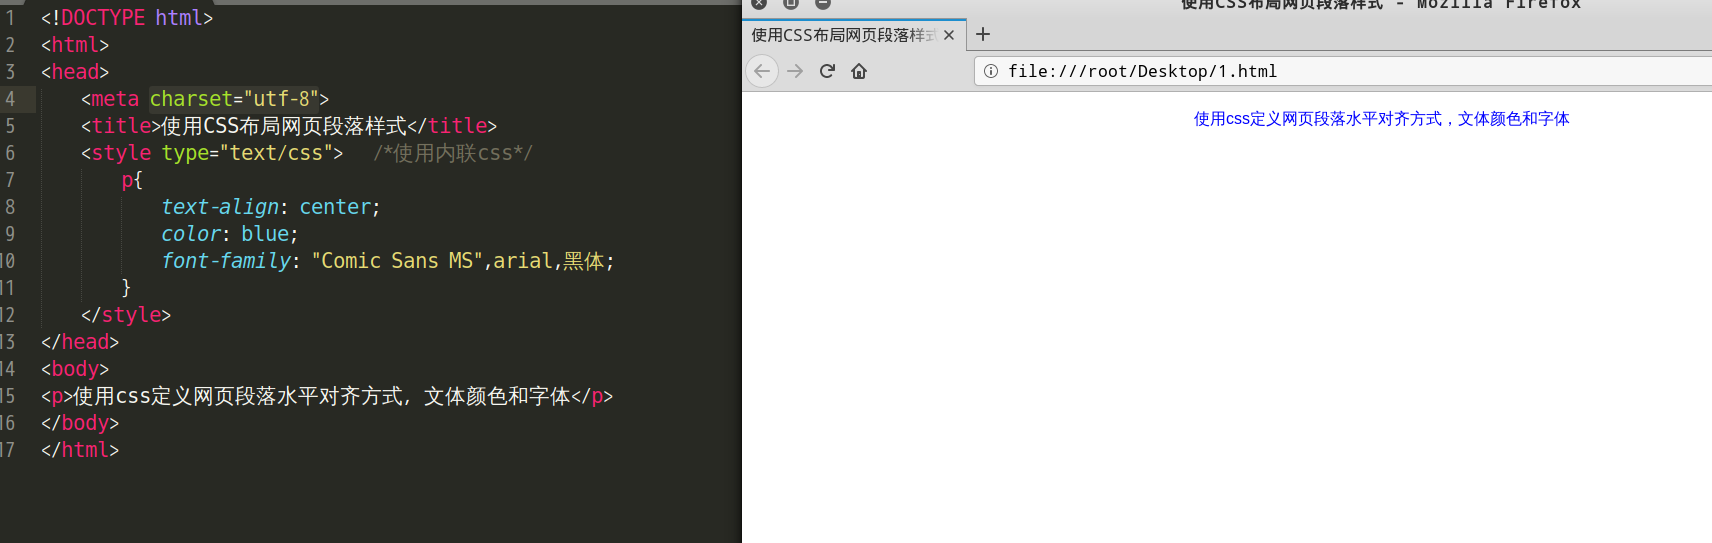 1 <!DOCTYPE html>
2 <html>
3 <head>
4 <meta charset="utf-8">
5 <title>使用CSS布局网页段落样式</title>
6 <style type="text/css"> /*使用内联css*/
7 p{
8 text-align: center;
9 color: blue;
10 font-family: "Comic Sans MS",arial,黑体;
11 }
12 </style>
13 </head>
14 <body>
15 <p>使用css定义网页段落水平对齐方式, 文体颜色和字体</p>
16 </body>
17 </html>
使用CSS布局网页段落样式 - Mozilla Firefox
使用CSS布局网页段落样式
file:///root/Desktop/1.html
使用css定义网页段落水平对齐方式，文体颜色和字体